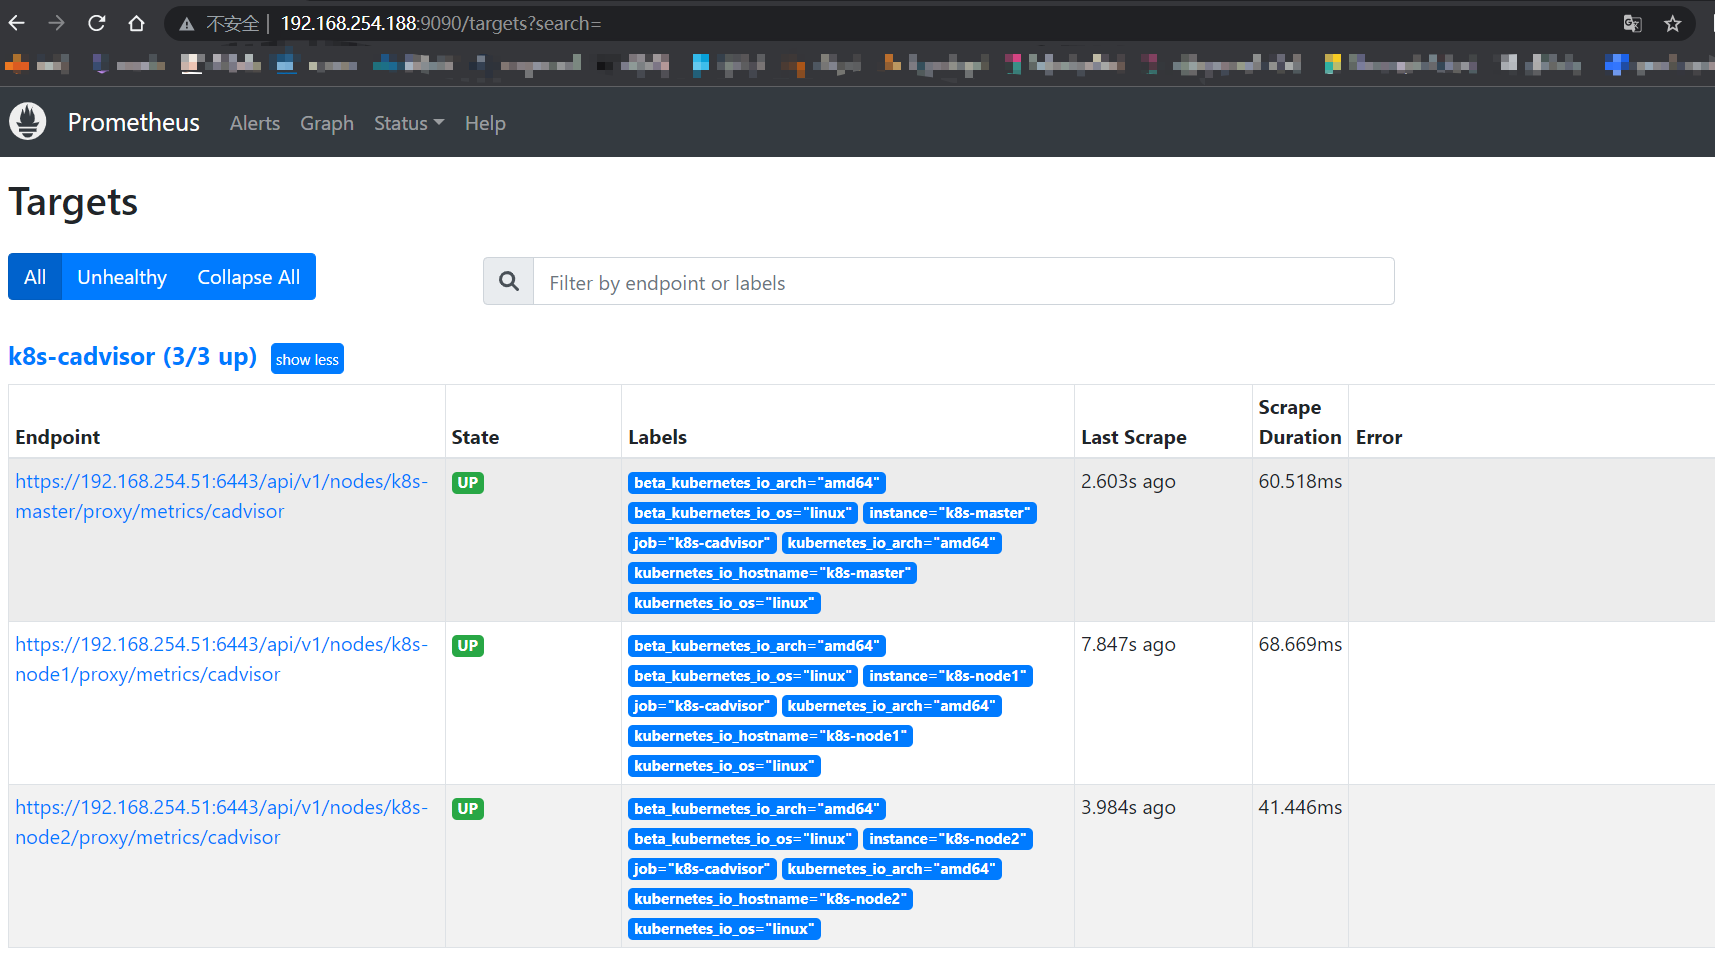 不安全 | 192.168.254.188:9090/targets?search=
Prometheus Alerts Graph Status Help
Targets
All Unhealthy Collapse All
Filter by endpoint or labels
k8s-cadvisor (3/3 up) show less
Endpoint State Labels Last Scrape Scrape Duration Error
https://192.168.254.51:6443/api/v1/nodes/k8s-
master/proxy/metrics/cadvisor
UP
beta_kubernetes_io_arch="amd64"
beta_kubernetes_io_os="linux" instance="k8s-master"
job="k8s-cadvisor" kubernetes_io_arch="amd64"
kubernetes_io_hostname="k8s-master"
kubernetes_io_os="linux"
2.603s ago
60.518ms
https://192.168.254.51:6443/api/v1/nodes/k8s-
node1/proxy/metrics/cadvisor
UP
beta_kubernetes_io_arch="amd64"
beta_kubernetes_io_os="linux" instance="k8s-node1"
job="k8s-cadvisor" kubernetes_io_arch="amd64"
kubernetes_io_hostname="k8s-node1"
kubernetes_io_os="linux"
7.847s ago
68.669ms
https://192.168.254.51:6443/api/v1/nodes/k8s-
node2/proxy/metrics/cadvisor
UP
beta_kubernetes_io_arch="amd64"
beta_kubernetes_io_os="linux" instance="k8s-node2"
job="k8s-cadvisor" kubernetes_io_arch="amd64"
kubernetes_io_hostname="k8s-node2"
kubernetes_io_os="linux"
3.984s ago
41.446ms